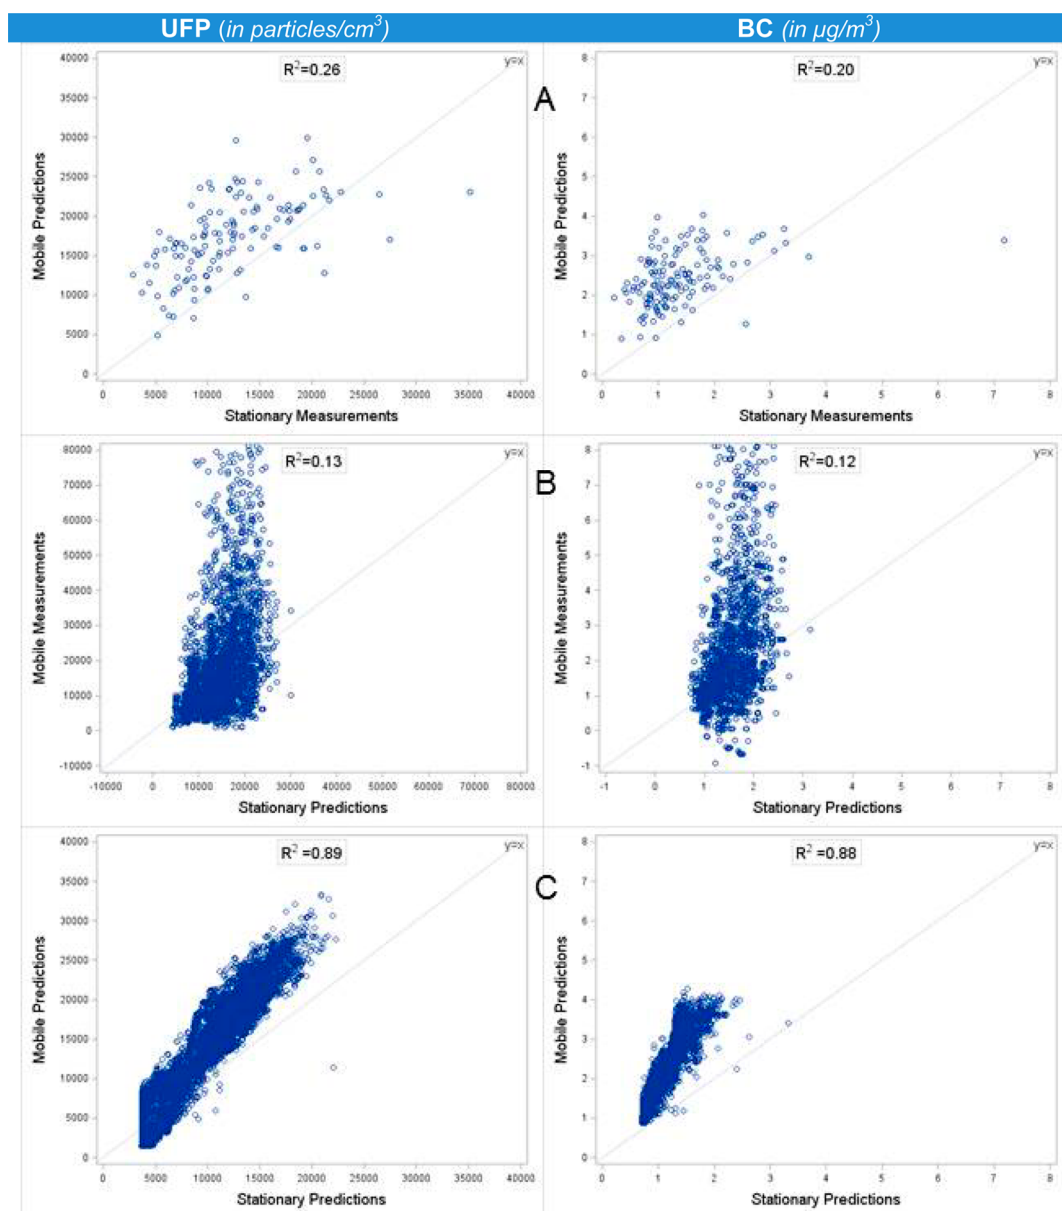 UFP (in particles/cm³)
BC (in µg/m³)
A
R²=0.26
y=x
40000
35000
30000
25000
20000
15000
10000
5000
0
Mobile Predictions
0 5000 10000 15000 20000 25000 30000 35000 40000
Stationary Measurements
R²=0.20
y=x
8
7
6
5
4
3
2
1
0
Mobile Predictions
0 1 2 3 4 5 6 7 8
Stationary Measurements
B
R²=0.13
y=x
80000
70000
60000
50000
40000
30000
20000
10000
0
-10000
Mobile Measurements
-10000 0 10000 20000 30000 40000 50000 60000 70000 80000
Stationary Predictions
R²=0.12
y=x
8
7
6
5
4
3
2
1
0
-1
Mobile Measurements
-1 0 1 2 3 4 5 6 7 8
Stationary Predictions
C
R² =0.89
y=x
40000
35000
30000
25000
20000
15000
10000
5000
0
Mobile Predictions
0 5000 10000 15000 20000 25000 30000 35000 40000
Stationary Predictions
R² =0.88
y=x
8
7
6
5
4
3
2
1
0
Mobile Predictions
0 1 2 3 4 5 6 7 8
Stationary Predictions